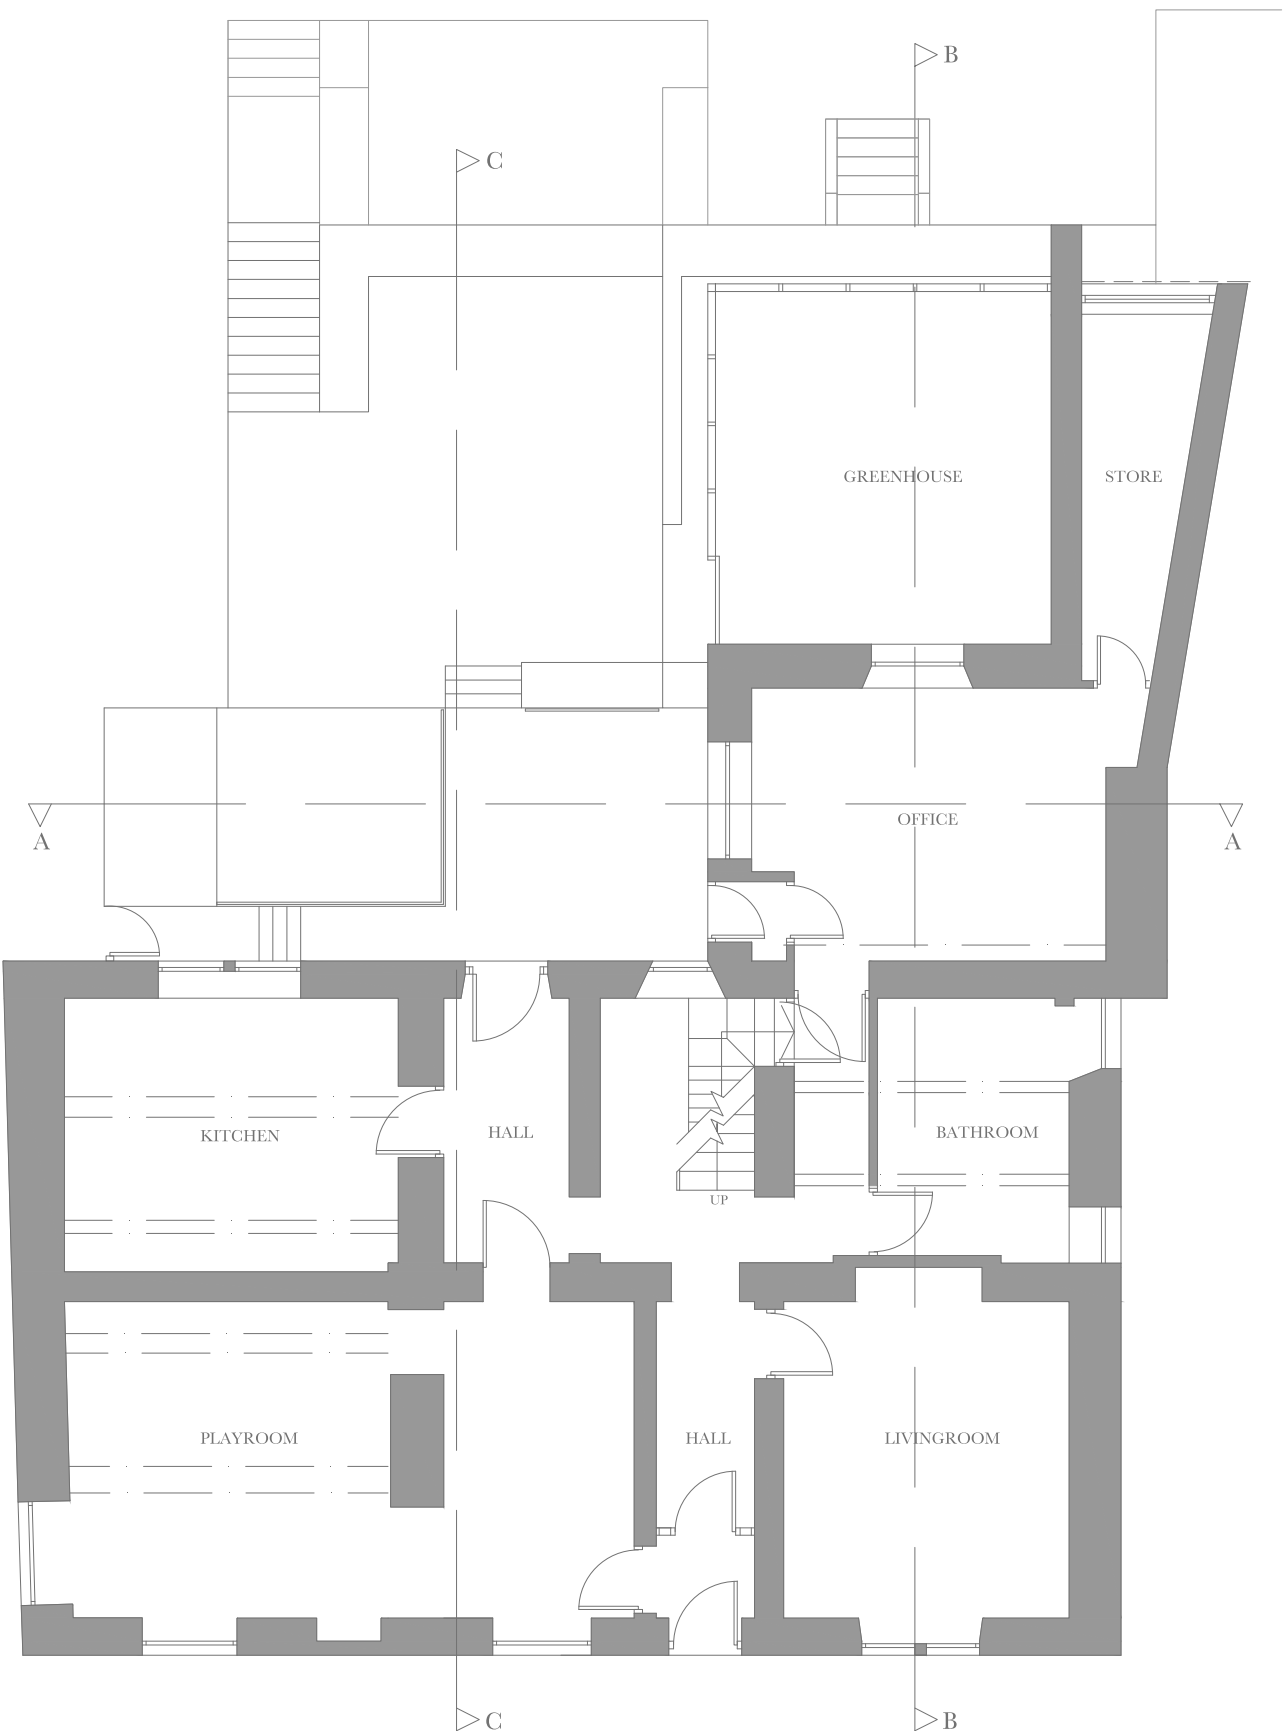 B
C
GREENHOUSE
STORE
OFFICE
A
A
KITCHEN
HALL
BATHROOM
UP
PLAYROOM
HALL
LIVINGROOM
C
B